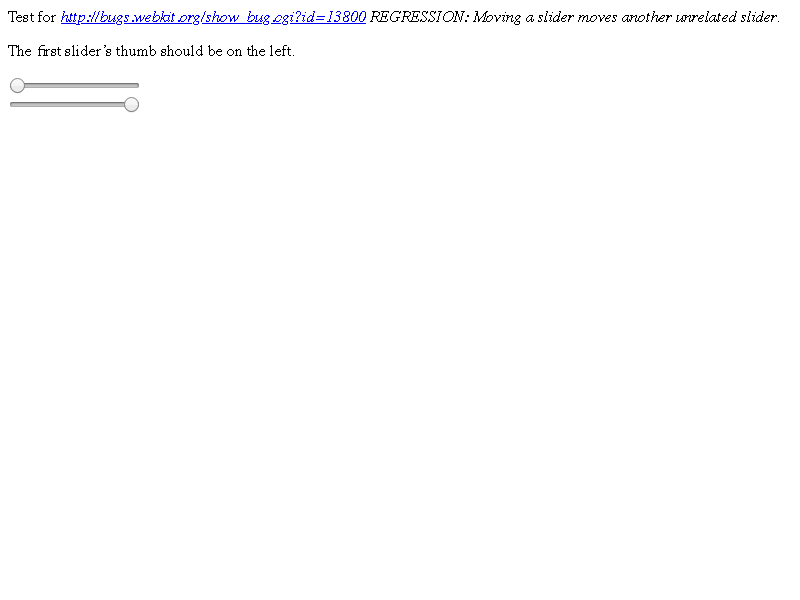 Test for http://bugs.webkit.org/show_bug.cgi?id=13800 REGRESSION: Moving a slider moves another unrelated slider.
The first slider’s thumb should be on the left.